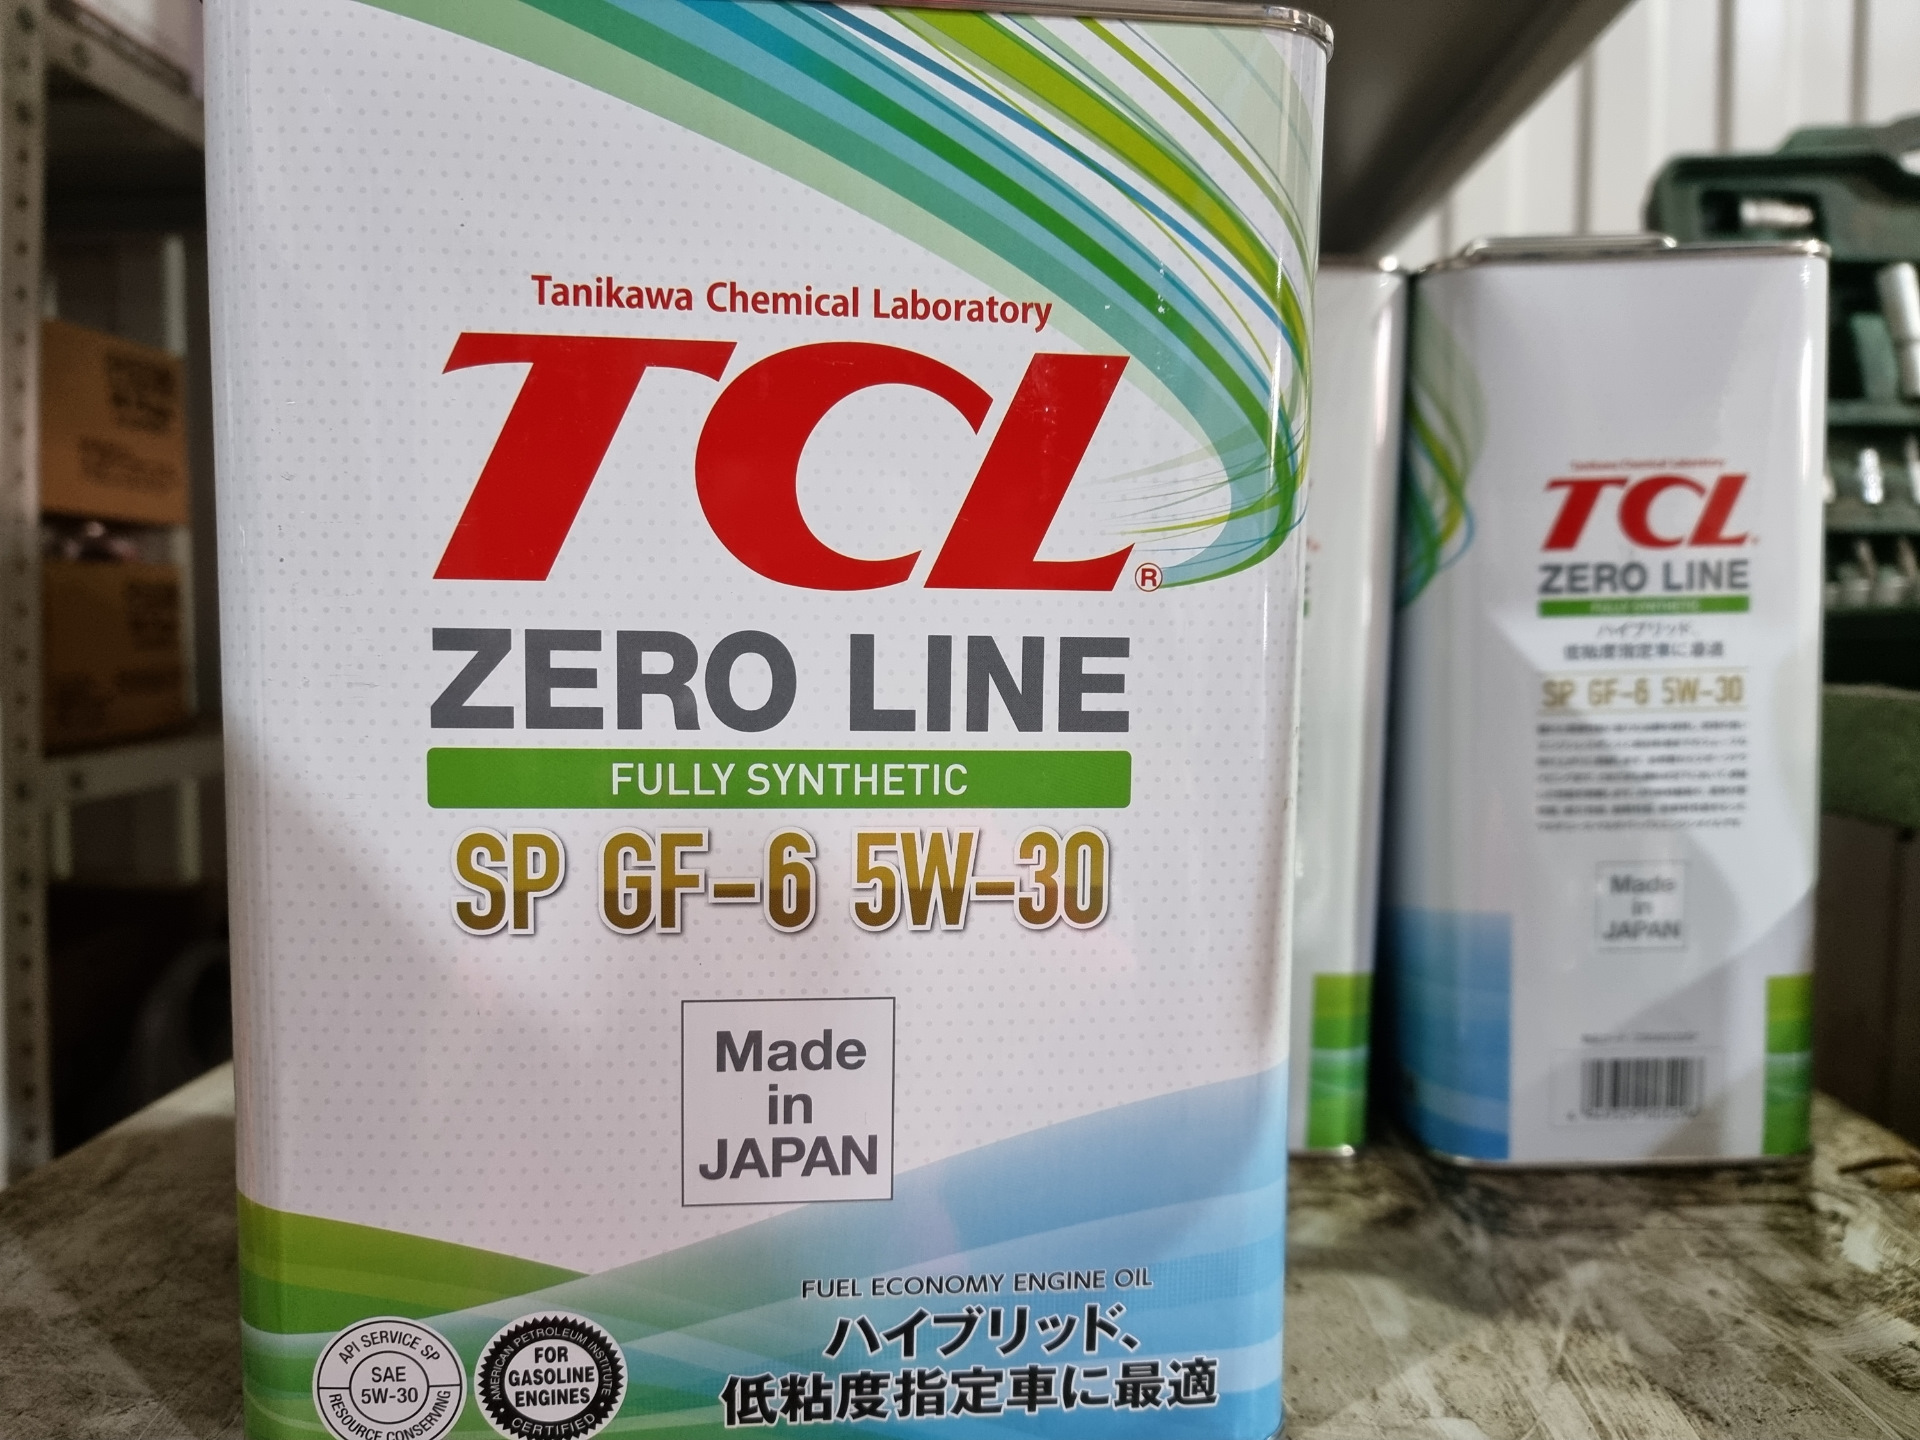 Tanikawa Chemical Laboratory
TCL®
ZERO LINE
FULLY SYNTHETIC
SP GF-6 5W-30
Made
in
JAPAN
FUEL ECONOMY ENGINE OIL
ハイブリッド、
低粘度指定車に最適
API SERVICE SP
SAE
5W-30
RESOURCE CONSERVING
AMERICAN PETROLEUM INSTITUTE
FOR
GASOLINE
ENGINES
CERTIFIED
Tanikawa Chemical Laboratory
TCL
ZERO LINE
FULLY SYNTHETIC
ハイブリッド、
低粘度指定車に最適
SP GF-6 5W-30
Made
in
JAPAN